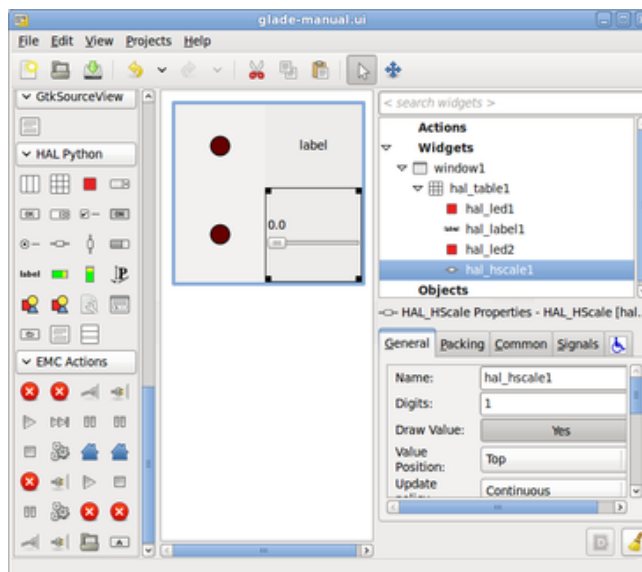 glade-manual.ui
File Edit View Projects Help
GtkSourceView
HAL Python
label
EMC Actions
label
0.0
< search widgets >
Actions
Widgets
window1
hal_table1
hal_led1
hal_label1
hal_led2
hal_hscale1
Objects
HAL_HScale Properties - HAL_HScale [hal.
General Packing Common Signals
Name: hal_hscale1
Digits: 1
Draw Value: Yes
Value
Position: Top
Update
Continuous